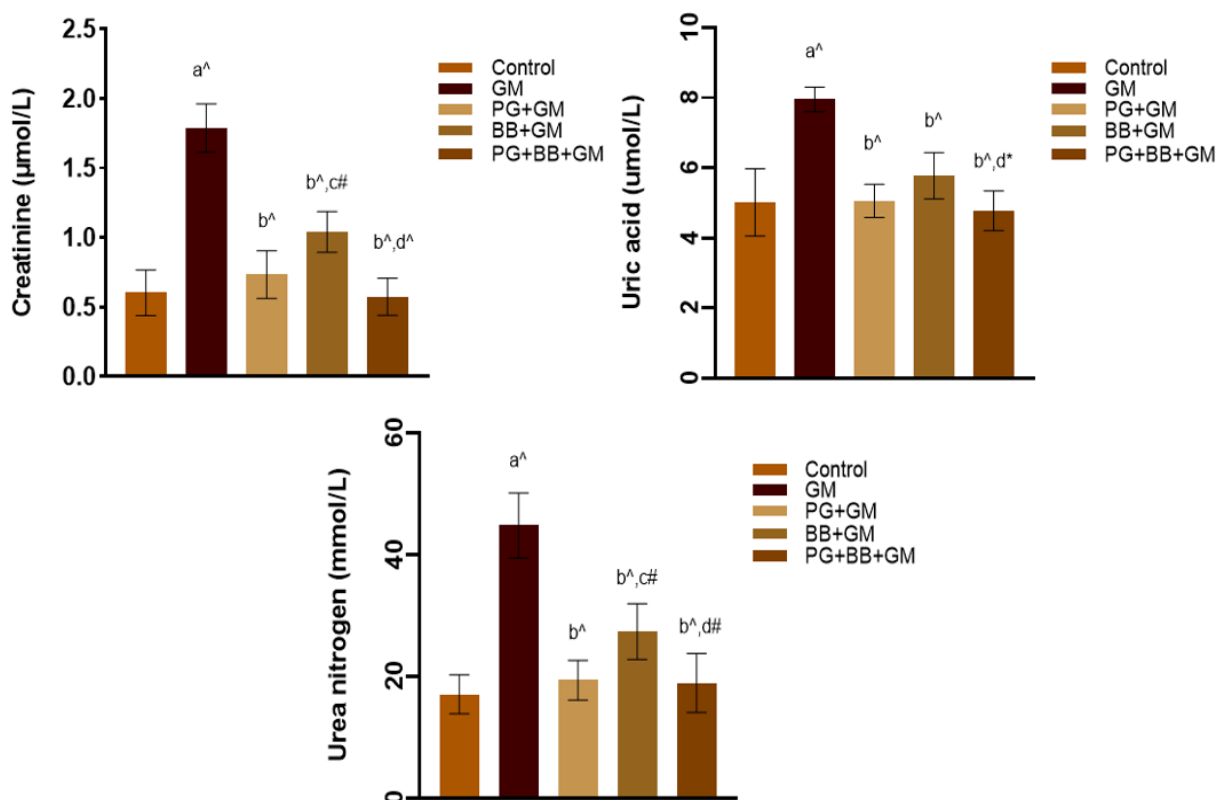 Creatinine (µmol/L)
2.5
2.0
1.5
1.0
0.5
0.0
a^
b^
b^,c#
b^,d^
Control
GM
PG+GM
BB+GM
PG+BB+GM
Uric acid (umol/L)
10
8
6
4
2
0
a^
b^
b^
b^,d*
Control
GM
PG+GM
BB+GM
PG+BB+GM
Urea nitrogen (mmol/L)
60
40
20
0
a^
b^
b^,c#
b^,d#
Control
GM
PG+GM
BB+GM
PG+BB+GM